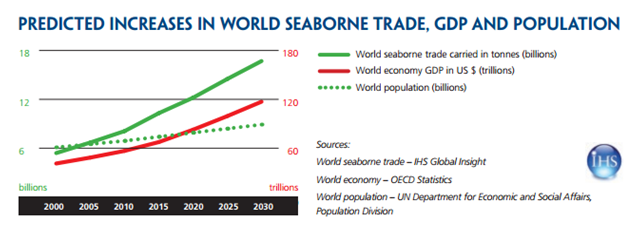 PREDICTED INCREASES IN WORLD SEABORNE TRADE, GDP AND POPULATION
18
180
12
120
6
60
billions
trillions
2000 2005 2010 2015 2020 2025 2030
World seaborne trade carried in tonnes (billions)
World economy GDP in US $ (trillions)
World population (billions)
Sources:
World seaborne trade – IHS Global Insight
World economy – OECD Statistics
World population – UN Department for Economic and Social Affairs,
Population Division
IHS